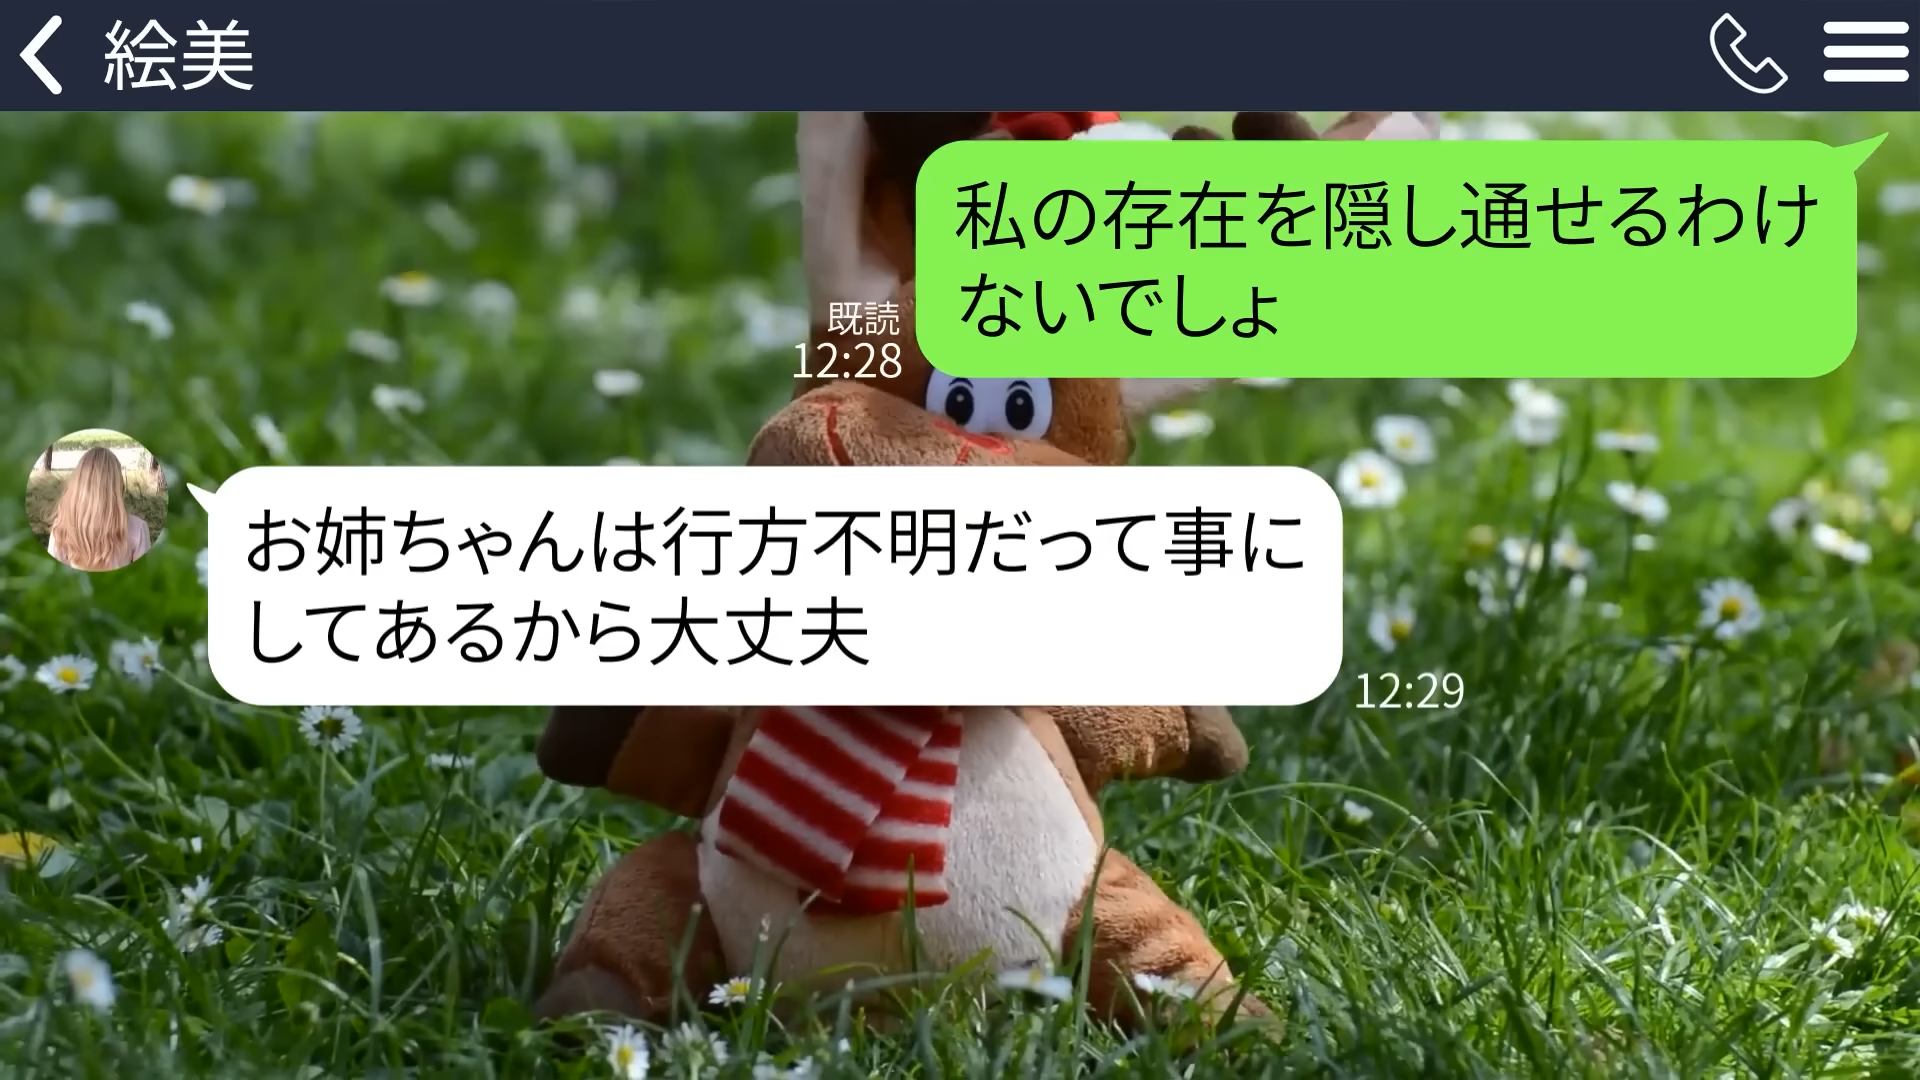 絵美
私の存在を隠し通せるわけ
ないでしょ
既読
12:28
お姉ちゃんは行方不明だって事に
してあるから大丈夫
12:29